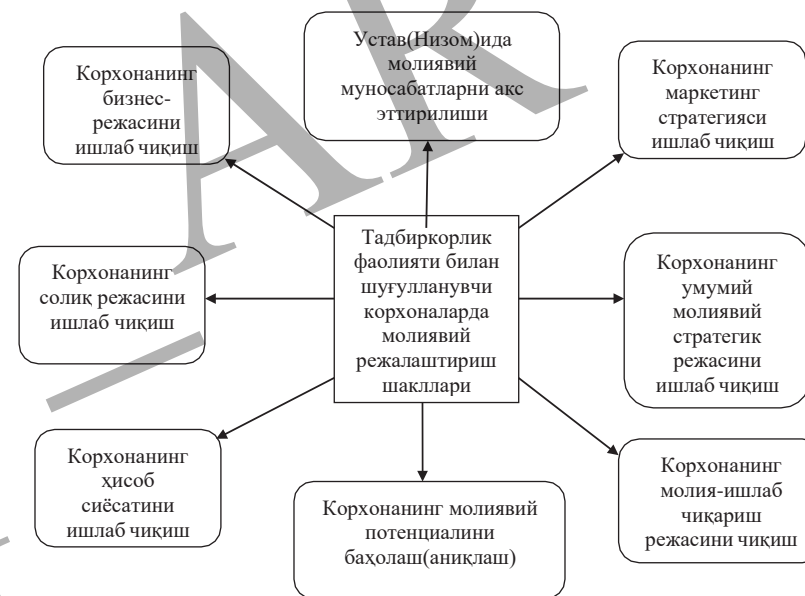 Устав(Низом)ида
молиявий
муносабатларни акс
эттирилиши
Корхонанинг
бизнес-
режасини
ишлаб чиқиш
Корхонанинг
маркетинг
стратегияси
ишлаб чиқиш
Тадбиркорлик
фаолияти билан
шуғулланувчи
корхоналарда
молиявий
режалаштириш
шакллари
Корхонанинг
солиқ режасини
ишлаб чиқиш
Корхонанинг
умумий
молиявий
стратегик
режасини
ишлаб чиқиш
Корхонанинг
ҳисоб
сиёсатини
ишлаб чиқиш
Корхонанинг молиявий
потенциалини
баҳолаш(аниқлаш)
Корхонанинг
молия-ишлаб
чиқариш
режасини чиқиш
AR